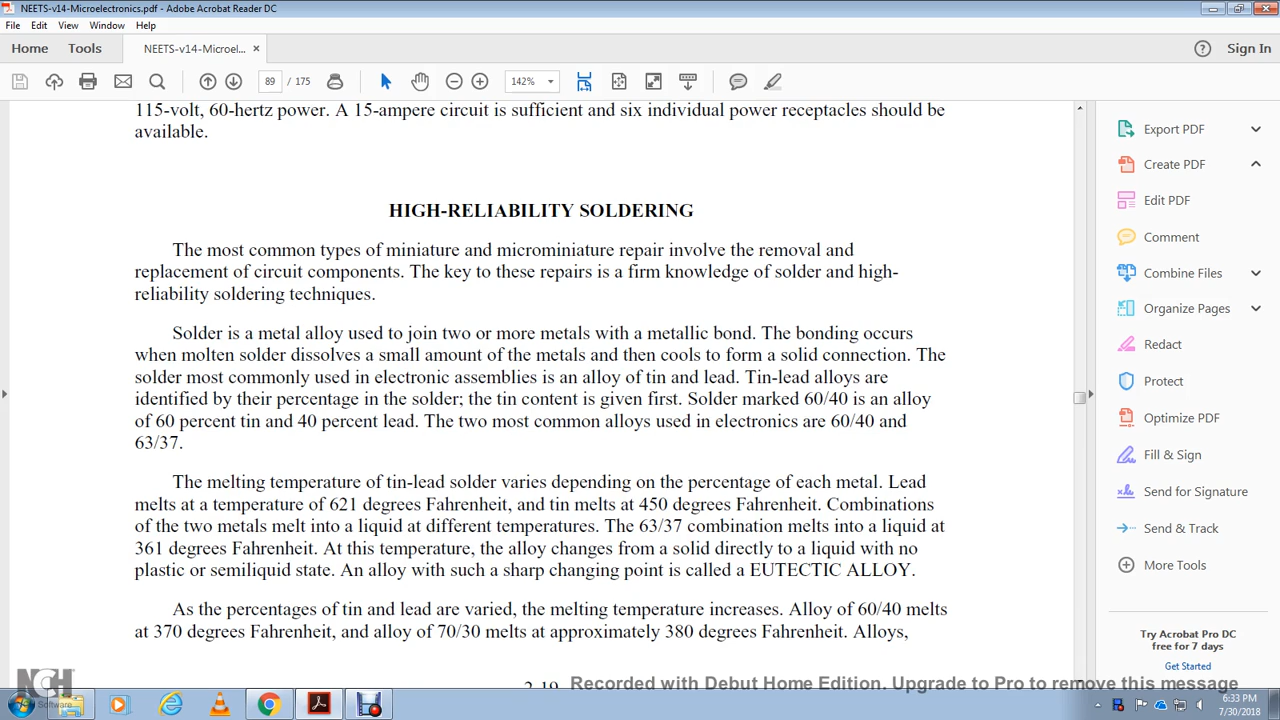 NEETS-v14-Microelectronics.pdf - Adobe Acrobat Reader DC
File Edit View Window Help
Home Tools NEETS-v14-Microel... × Sign In
89 / 175 142%
115-volt, 60-hertz power. A 15-ampere circuit is sufficient and six individual power receptacles should be
available.
HIGH-RELIABILITY SOLDERING
The most common types of miniature and microminiature repair involve the removal and
replacement of circuit components. The key to these repairs is a firm knowledge of solder and high-
reliability soldering techniques.
Solder is a metal alloy used to join two or more metals with a metallic bond. The bonding occurs
when molten solder dissolves a small amount of the metals and then cools to form a solid connection. The
solder most commonly used in electronic assemblies is an alloy of tin and lead. Tin-lead alloys are
identified by their percentage in the solder; the tin content is given first. Solder marked 60/40 is an alloy
of 60 percent tin and 40 percent lead. The two most common alloys used in electronics are 60/40 and
63/37.
The melting temperature of tin-lead solder varies depending on the percentage of each metal. Lead
melts at a temperature of 621 degrees Fahrenheit, and tin melts at 450 degrees Fahrenheit. Combinations
of the two metals melt into a liquid at different temperatures. The 63/37 combination melts into a liquid at
361 degrees Fahrenheit. At this temperature, the alloy changes from a solid directly to a liquid with no
plastic or semiliquid state. An alloy with such a sharp changing point is called a EUTECTIC ALLOY.
As the percentages of tin and lead are varied, the melting temperature increases. Alloy of 60/40 melts
at 370 degrees Fahrenheit, and alloy of 70/30 melts at approximately 380 degrees Fahrenheit. Alloys,
2-19
Export PDF
Create PDF
Edit PDF
Comment
Combine Files
Organize Pages
Redact
Protect
Optimize PDF
Fill & Sign
Send for Signature
Send & Track
More Tools
Try Acrobat Pro DC
free for 7 days
Get Started
NCH
Software
Recorded with Debut Home Edition. Upgrade to Pro to remove this message
6:33 PM
7/30/2018